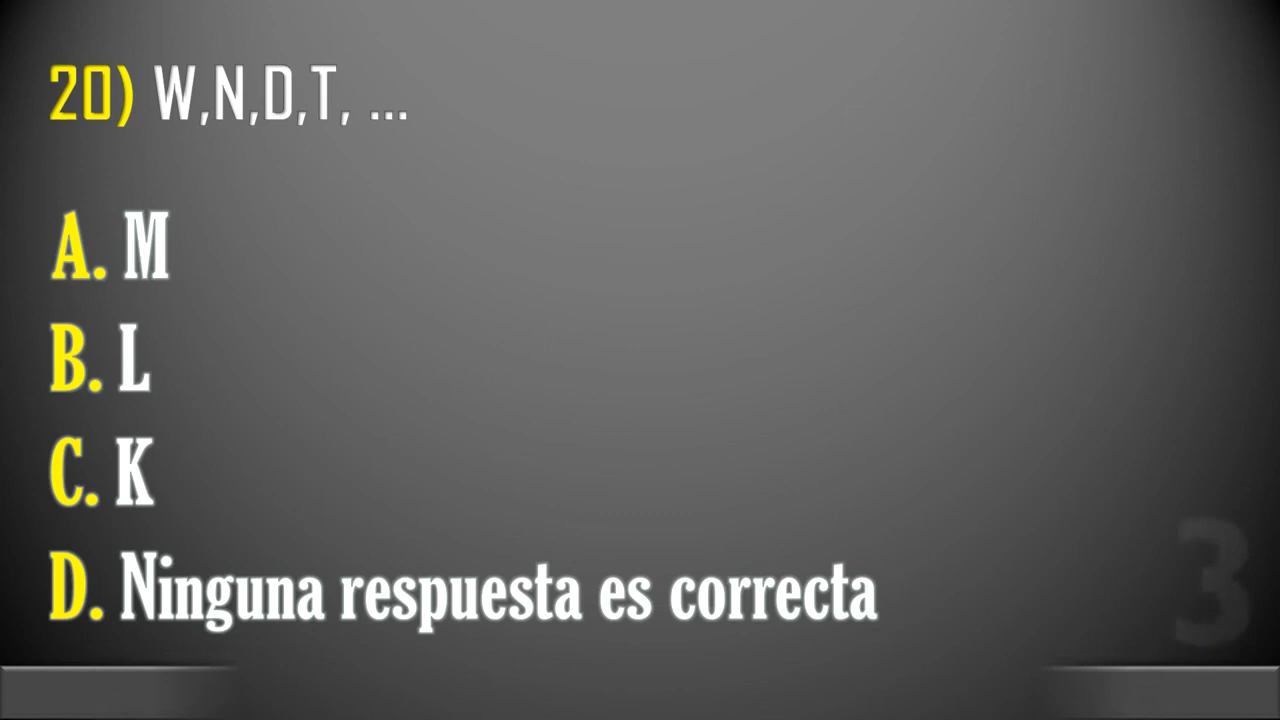 20) W,N,D,T, ...
A. M
B. L
C. K
D. Ninguna respuesta es correcta
3